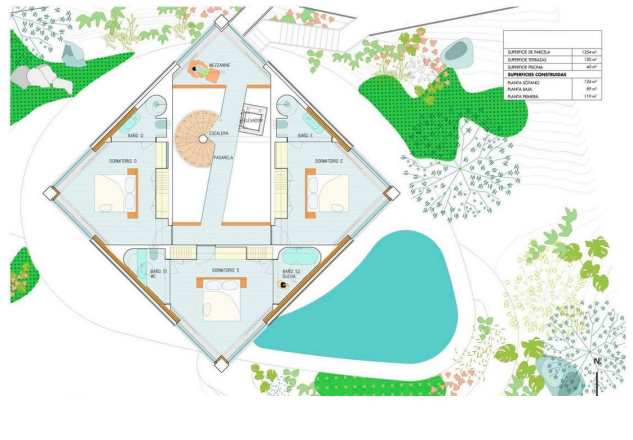 MEZZANINE
ELEVADOR
ESCALERA
BAÑO O
BAÑO E
PASARELA
DORMITORIO O
DORMITORIO E
BAÑO S1
WC
DORMITORIO S
BAÑO S2
DUCHA
SUPERFICIE DE PARCELA 1254 m²
SUPERFICIE TERRAZAS 120 m²
SUPERFICIE PISCINA 40 m²
SUPERFICIES CONSTRUIDAS
PLANTA SÓTANO 126 m²
PLANTA BAJA 89 m²
PLANTA PRIMERA 119 m²
N